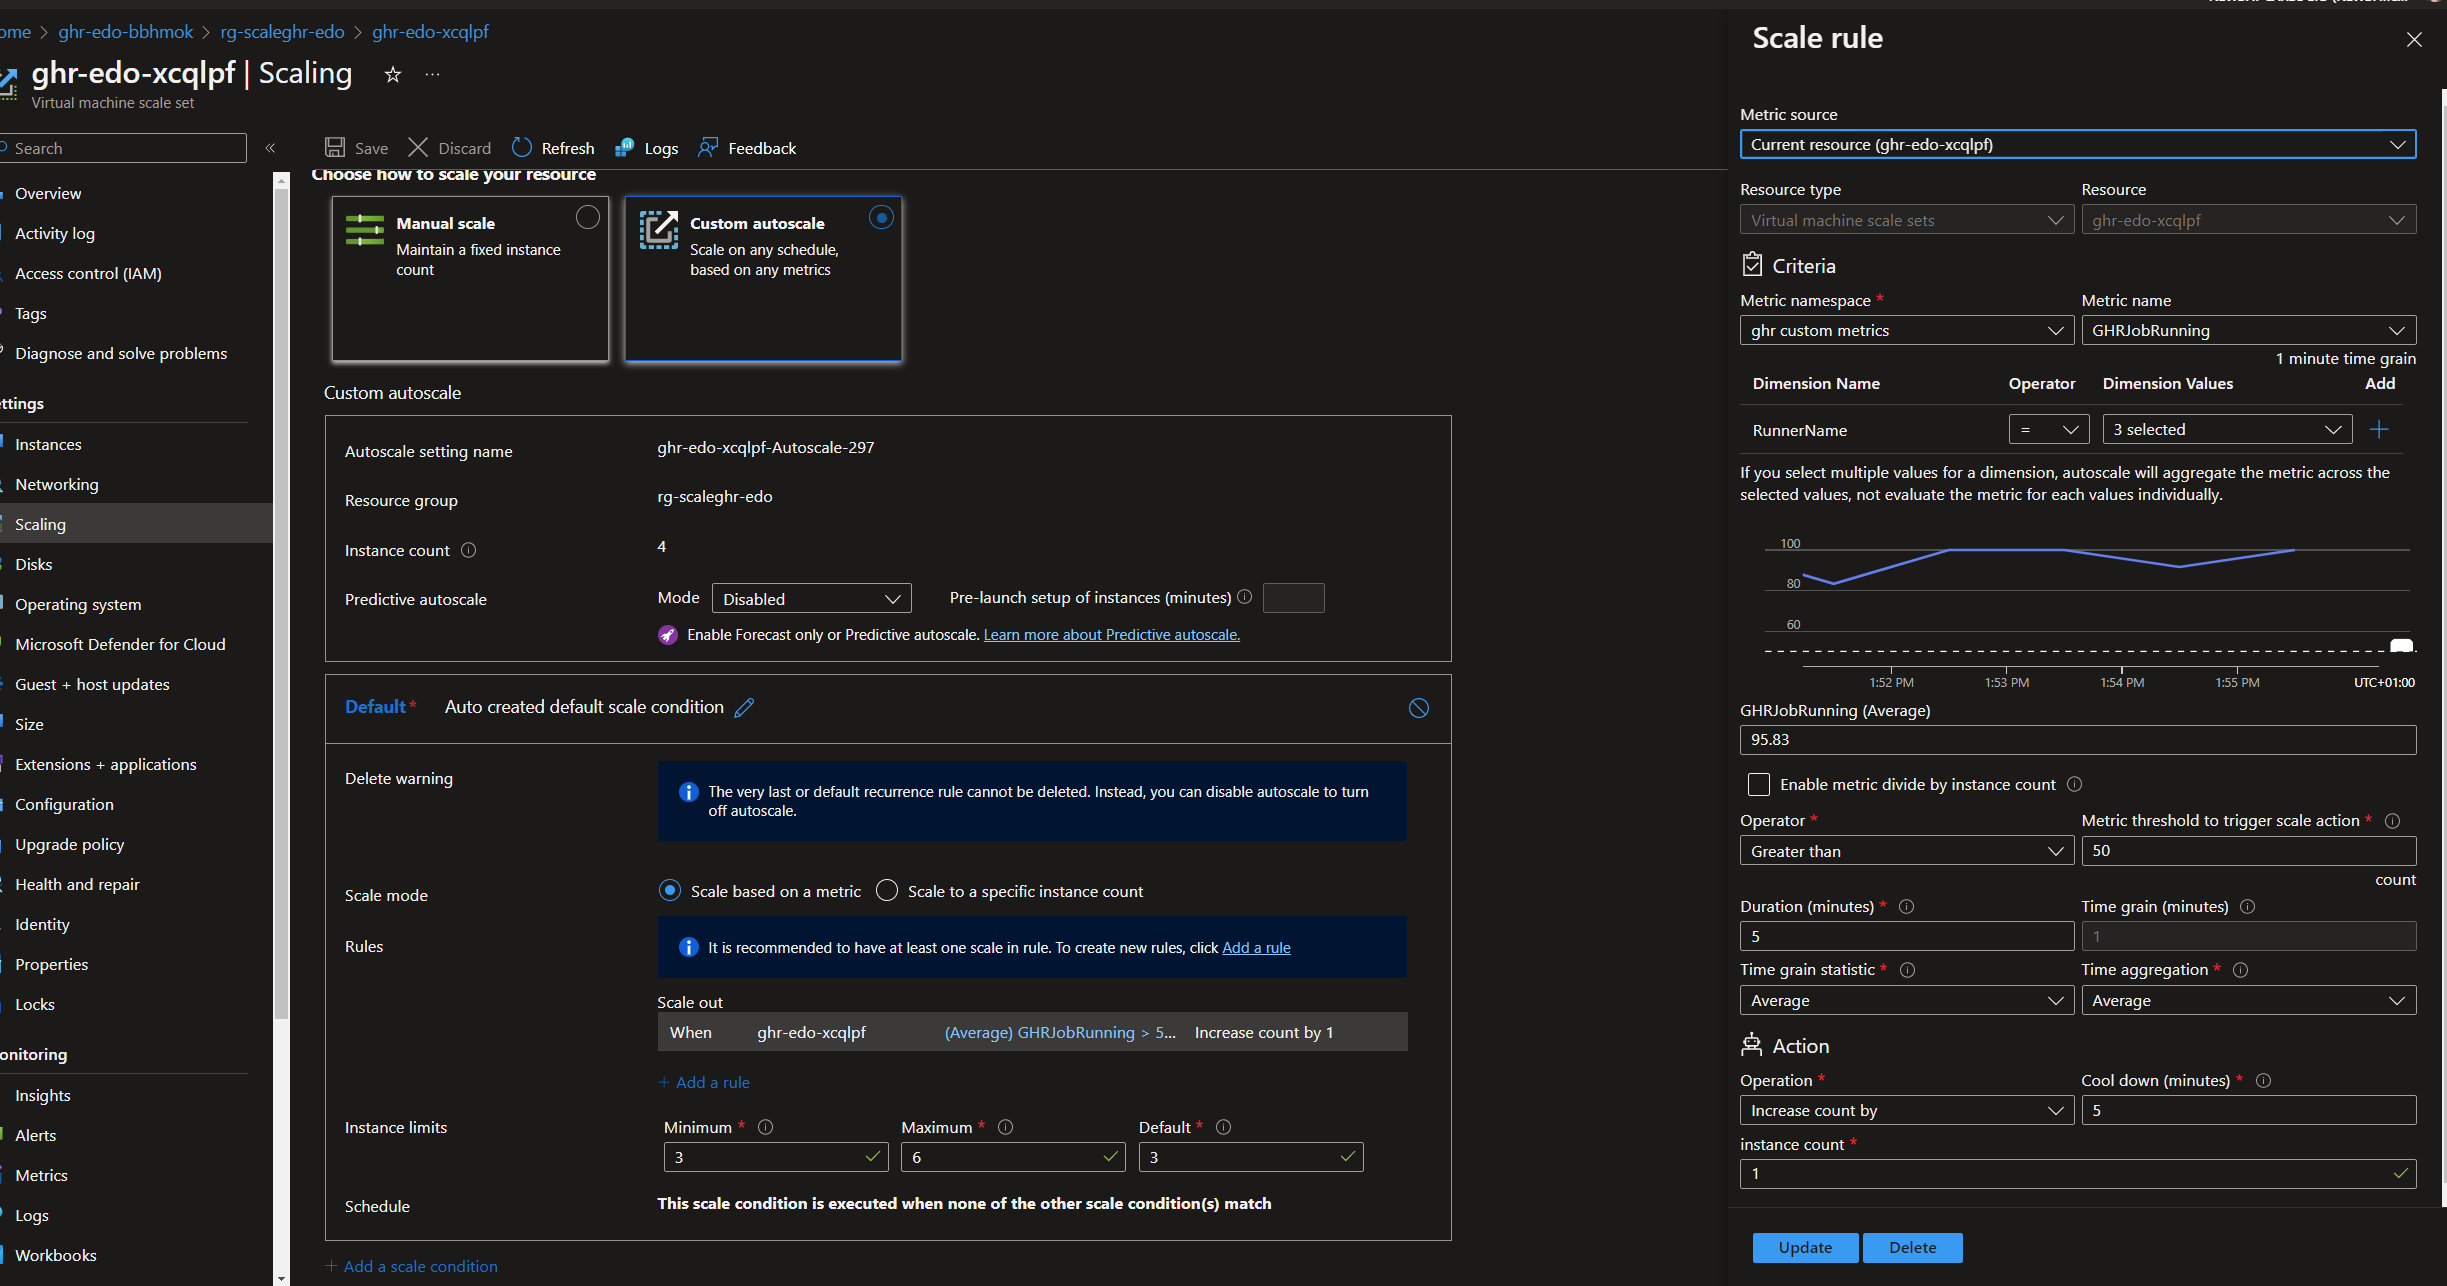 ome > ghr-edo-bbhmok > rg-scaleghr-edo > ghr-edo-xcqlpf
ghr-edo-xcqlpf | Scaling ☆ ...
Virtual machine scale set
Search «
Overview
Activity log
Access control (IAM)
Tags
Diagnose and solve problems
ttings
Instances
Networking
Scaling
Disks
Operating system
Microsoft Defender for Cloud
Guest + host updates
Size
Extensions + applications
Configuration
Upgrade policy
Health and repair
Identity
Properties
Locks
onitoring
Insights
Alerts
Metrics
Logs
Workbooks
Save Discard Refresh Logs Feedback
Choose how to scale your resource
Manual scale
Maintain a fixed instance
count
Custom autoscale
Scale on any schedule,
based on any metrics
Custom autoscale
Autoscale setting name ghr-edo-xcqlpf-Autoscale-297
Resource group rg-scaleghr-edo
Instance count 4
Predictive autoscale Mode Disabled Pre-launch setup of instances (minutes)
Enable Forecast only or Predictive autoscale. Learn more about Predictive autoscale.
Default* Auto created default scale condition
Delete warning
The very last or default recurrence rule cannot be deleted. Instead, you can disable autoscale to turn
off autoscale.
Scale mode Scale based on a metric Scale to a specific instance count
Rules It is recommended to have at least one scale in rule. To create new rules, click Add a rule
Scale out
When ghr-edo-xcqlpf (Average) GHRJobRunning > 5... Increase count by 1
+ Add a rule
Instance limits Minimum * Maximum * Default *
3 6 3
Schedule This scale condition is executed when none of the other scale condition(s) match
+ Add a scale condition
Scale rule
Metric source
Current resource (ghr-edo-xcqlpf)
Resource type Resource
Virtual machine scale sets ghr-edo-xcqlpf
Criteria
Metric namespace * Metric name
ghr custom metrics GHRJobRunning
1 minute time grain
Dimension Name Operator Dimension Values Add
RunnerName = 3 selected +
If you select multiple values for a dimension, autoscale will aggregate the metric across the
selected values, not evaluate the metric for each values individually.
100
80
60
1:52 PM 1:53 PM 1:54 PM 1:55 PM UTC+01:00
GHRJobRunning (Average)
95.83
Enable metric divide by instance count
Operator * Metric threshold to trigger scale action *
Greater than 50
count
Duration (minutes) * Time grain (minutes)
5 1
Time grain statistic * Time aggregation *
Average Average
Action
Operation * Cool down (minutes) *
Increase count by 5
instance count *
1
Update Delete